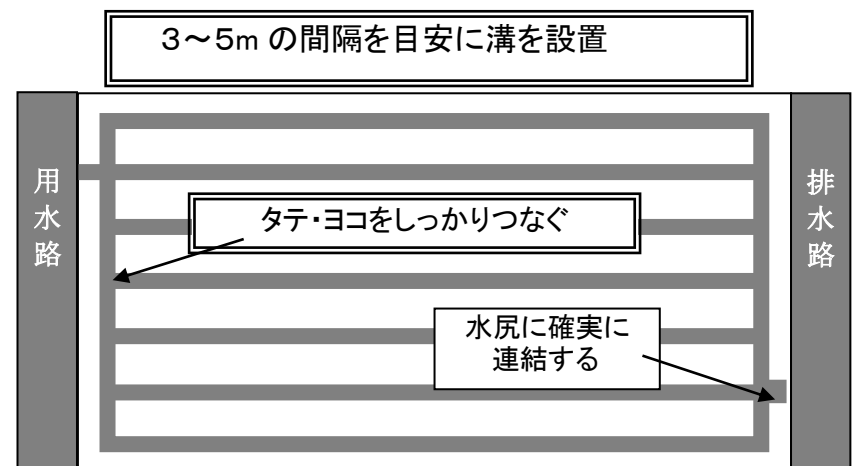 3～5m の間隔を目安に溝を設置
用水路
排水路
タテ・ヨコをしっかりつなぐ
水尻に確実に
連結する